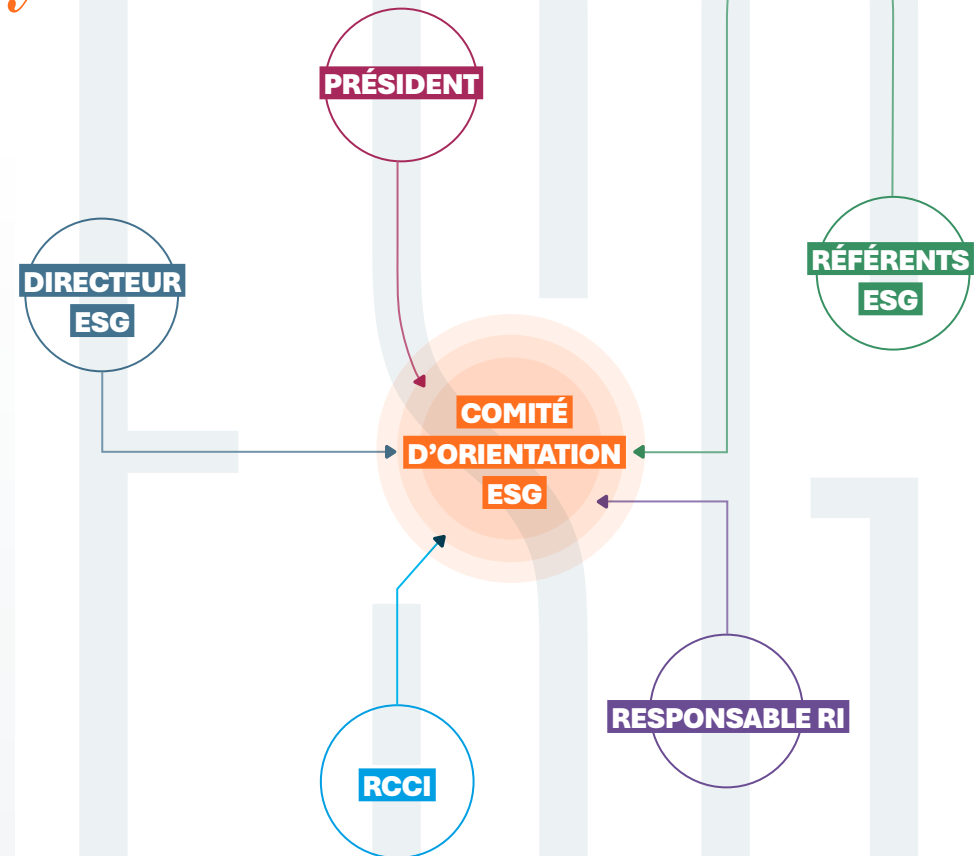 PRÉSIDENT
DIRECTEUR
ESG
RÉFÉRENTS
ESG
COMITÉ
D'ORIENTATION
ESG
RESPONSABLE RI
RCCI